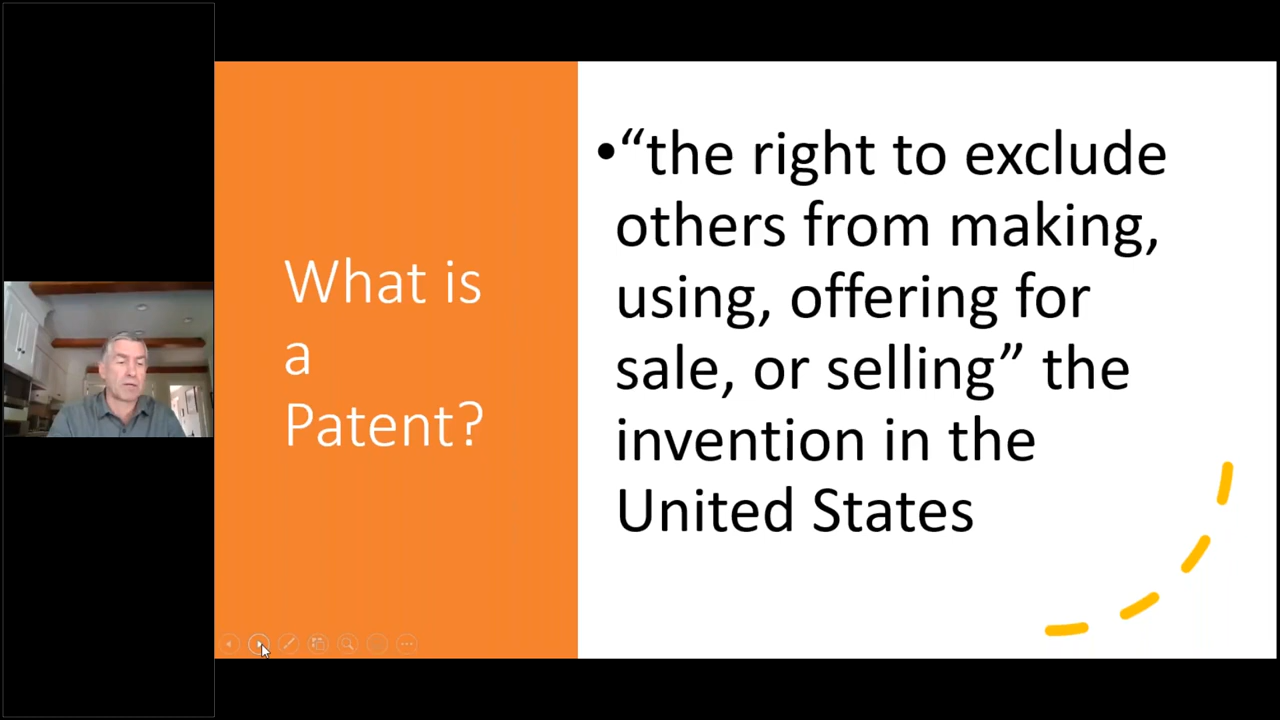 What is
a
Patent?
•“the right to exclude
others from making,
using, offering for
sale, or selling” the
invention in the
United States